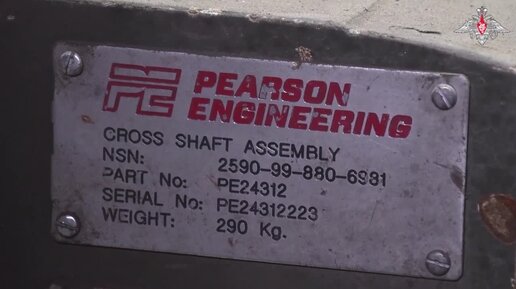 PE PEARSON
ENGINEERING
CROSS SHAFT ASSEMBLY
NSN: 2590-99-880-6981
PART No: PE24312
SERIAL No: PE24312223
WEIGHT: 290 Kg.